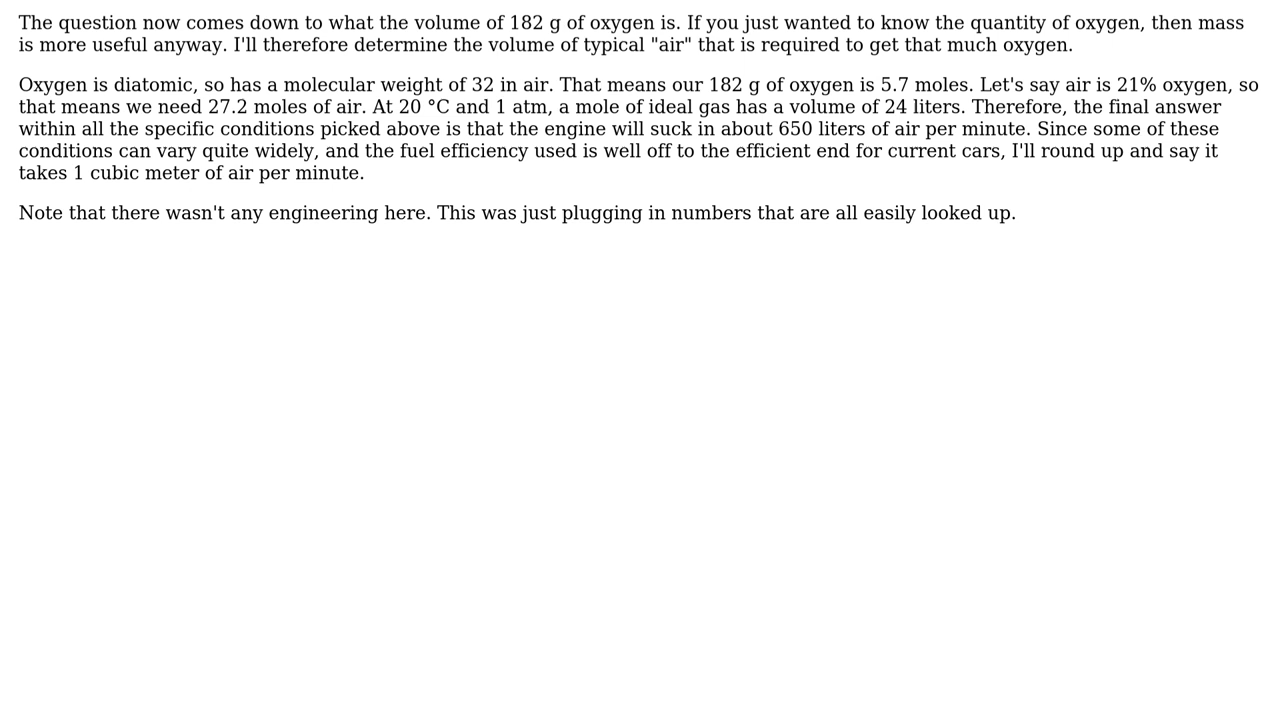 The question now comes down to what the volume of 182 g of oxygen is. If you just wanted to know the quantity of oxygen, then mass
is more useful anyway. I'll therefore determine the volume of typical "air" that is required to get that much oxygen.
Oxygen is diatomic, so has a molecular weight of 32 in air. That means our 182 g of oxygen is 5.7 moles. Let's say air is 21% oxygen, so
that means we need 27.2 moles of air. At 20 °C and 1 atm, a mole of ideal gas has a volume of 24 liters. Therefore, the final answer
within all the specific conditions picked above is that the engine will suck in about 650 liters of air per minute. Since some of these
conditions can vary quite widely, and the fuel efficiency used is well off to the efficient end for current cars, I'll round up and say it
takes 1 cubic meter of air per minute.
Note that there wasn't any engineering here. This was just plugging in numbers that are all easily looked up.